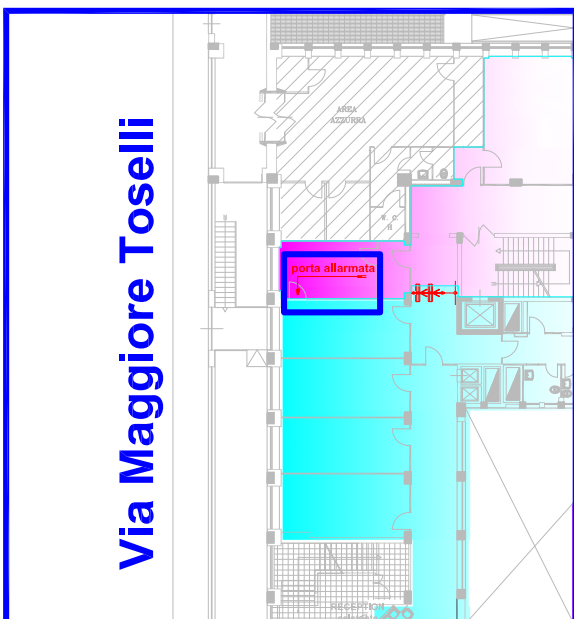 AREA
AZZURRA
W. C.
H
porta allarmata
Via Maggiore Toselli
RECEPTION